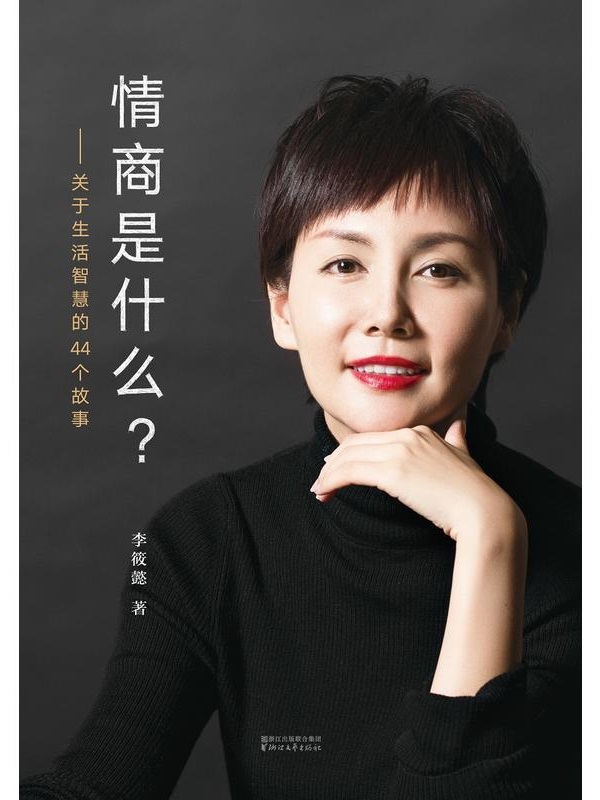 情商是什么？
——关于生活智慧的44个故事
李筱懿 著
浙江出版联合集团
浙江文艺出版社